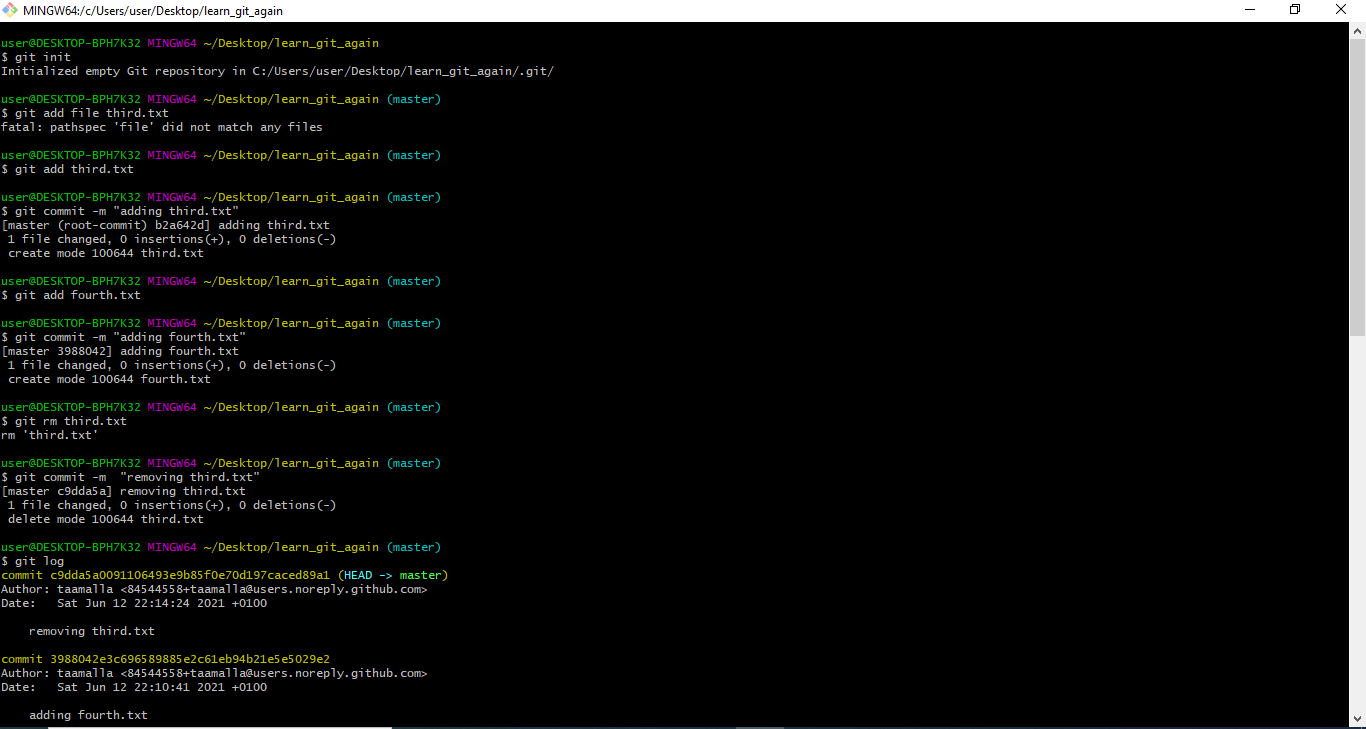 MINGW64:/c/Users/user/Desktop/learn_git_again
user@DESKTOP-BPH7K32 MINGW64 ~/Desktop/learn_git_again
$ git init
Initialized empty Git repository in C:/Users/user/Desktop/learn_git_again/.git/
user@DESKTOP-BPH7K32 MINGW64 ~/Desktop/learn_git_again (master)
$ git add file third.txt
fatal: pathspec 'file' did not match any files
user@DESKTOP-BPH7K32 MINGW64 ~/Desktop/learn_git_again (master)
$ git add third.txt
user@DESKTOP-BPH7K32 MINGW64 ~/Desktop/learn_git_again (master)
$ git commit -m "adding third.txt"
[master (root-commit) b2a642d] adding third.txt
 1 file changed, 0 insertions(+), 0 deletions(-)
 create mode 100644 third.txt
user@DESKTOP-BPH7K32 MINGW64 ~/Desktop/learn_git_again (master)
$ git add fourth.txt
user@DESKTOP-BPH7K32 MINGW64 ~/Desktop/learn_git_again (master)
$ git commit -m "adding fourth.txt"
[master 3988042] adding fourth.txt
 1 file changed, 0 insertions(+), 0 deletions(-)
 create mode 100644 fourth.txt
user@DESKTOP-BPH7K32 MINGW64 ~/Desktop/learn_git_again (master)
$ git rm third.txt
rm 'third.txt'
user@DESKTOP-BPH7K32 MINGW64 ~/Desktop/learn_git_again (master)
$ git commit -m  "removing third.txt"
[master c9dda5a] removing third.txt
 1 file changed, 0 insertions(+), 0 deletions(-)
 delete mode 100644 third.txt
user@DESKTOP-BPH7K32 MINGW64 ~/Desktop/learn_git_again (master)
$ git log
commit c9dda5a0091106493e9b85f0e70d197caced89a1 (HEAD -> master)
Author: taamalla <84544558+taamalla@users.noreply.github.com>
Date:   Sat Jun 12 22:14:24 2021 +0100
    removing third.txt
commit 3988042e3c696589885e2c61eb94b21e5e5029e2
Author: taamalla <84544558+taamalla@users.noreply.github.com>
Date:   Sat Jun 12 22:10:41 2021 +0100
    adding fourth.txt